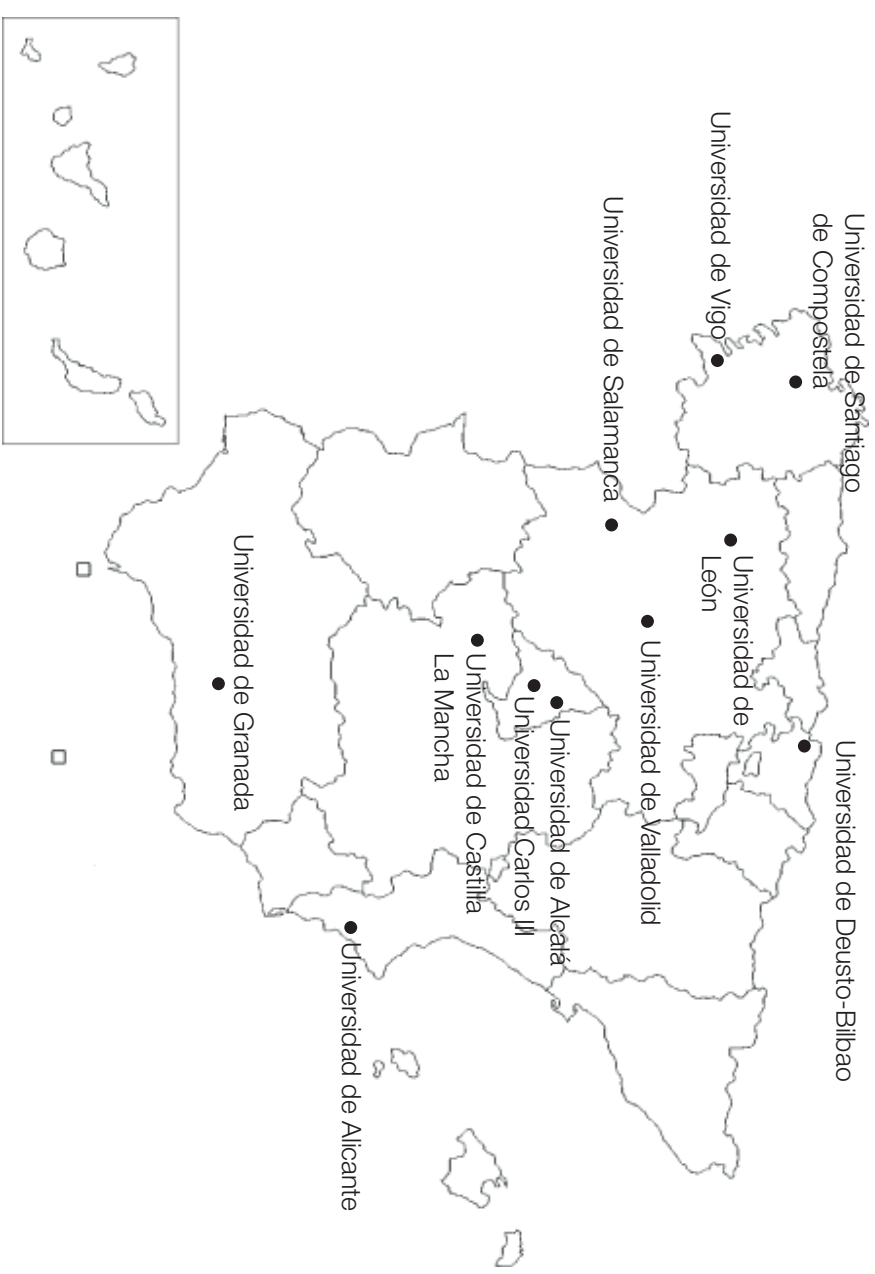 Universidad de Santiago
de Compostela
Universidad de Deusto-Bilbao
Universidad de Vigo
Universidad de
León
Universidad de Valladolid
Universidad de Salamanca
Universidad de Alcalá
Universidad Carlos III
Universidad de Castilla
La Mancha
Universidad de Alicante
Universidad de Granada